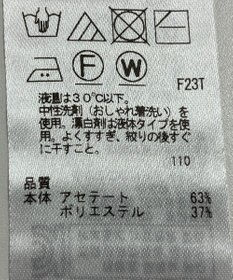 F W
F23T
液温は30℃以下。
中性洗剤(おしゃれ着洗い)を
使用。漂白剤は液体タイプを使
用。よくすすぎ、絞りの後すぐ
に干すこと。
110
品質
本体 アセテート 63%
ポリエステル 37%